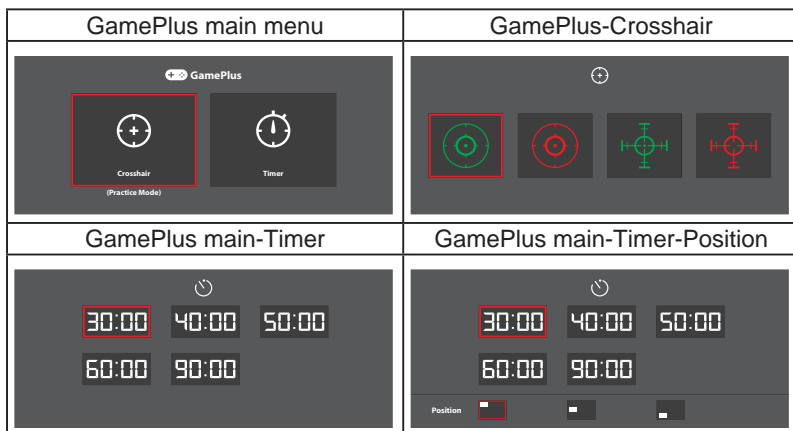 GamePlus main menu
GamePlus-Crosshair
GamePlus
Crosshair
Timer
(Practice Mode)
GamePlus main-Timer
GamePlus main-Timer-Position
30:00 40:00 50:00
60:00 90:00
30:00 40:00 50:00
60:00 90:00
Position